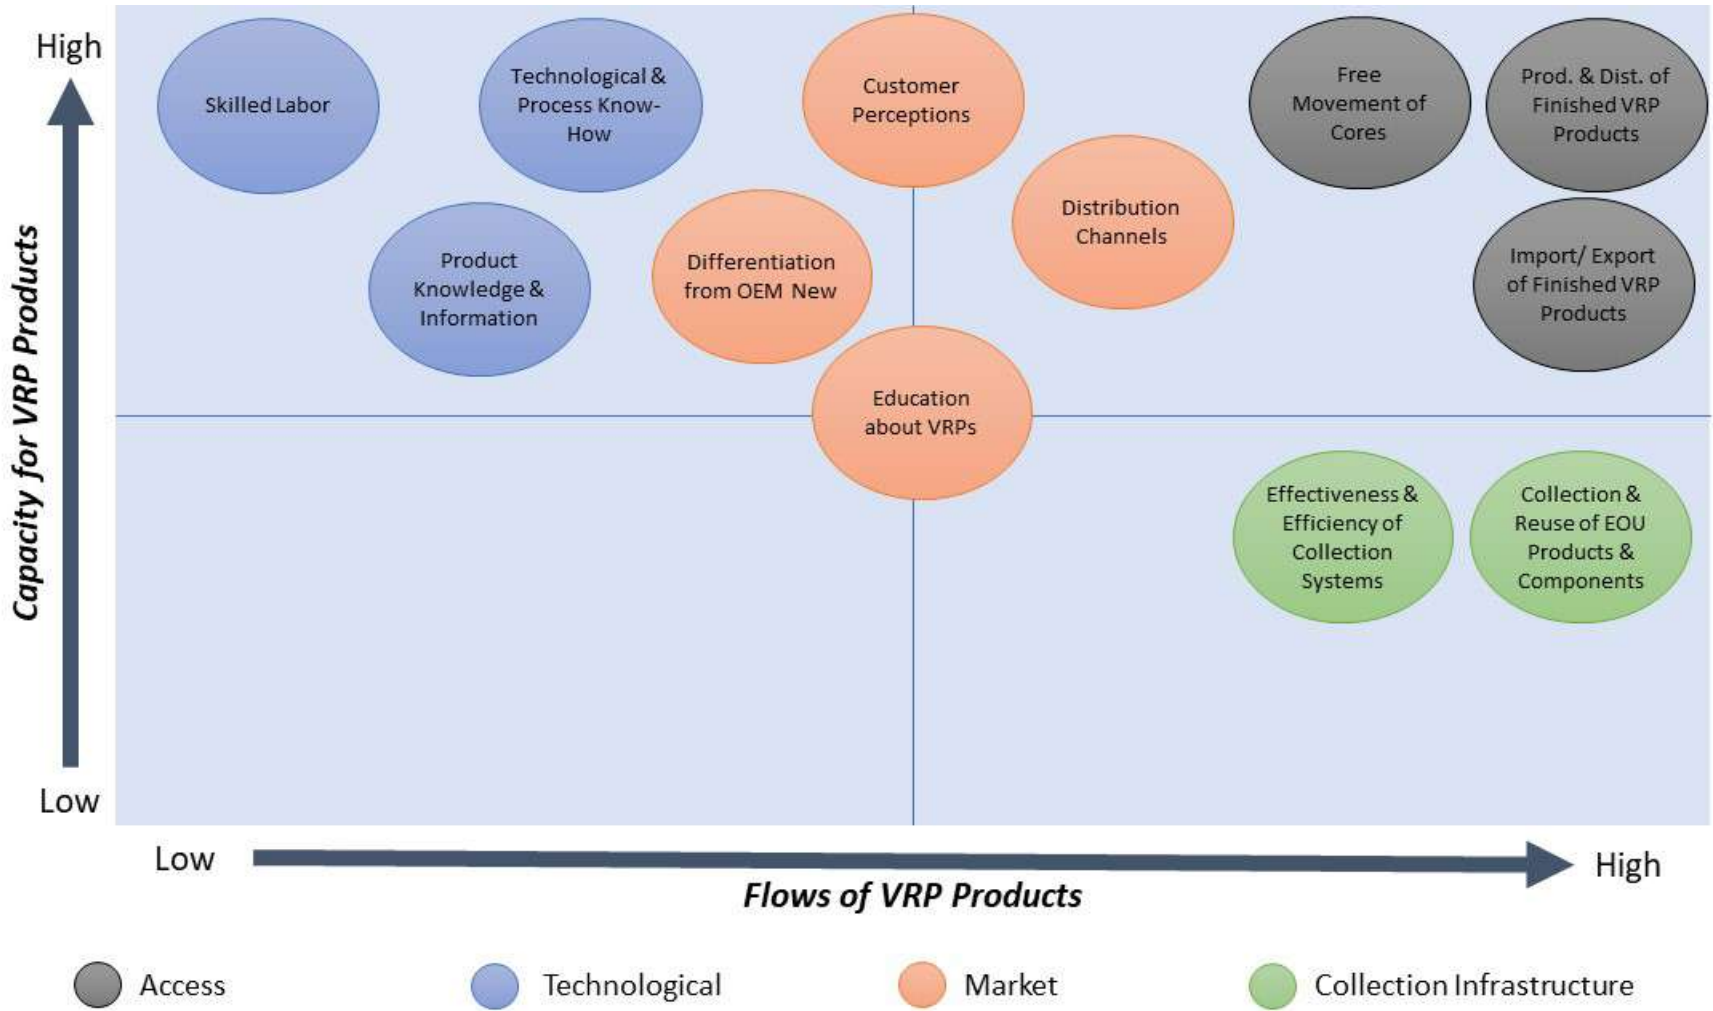 High
Capacity for VRP Products
Low
Skilled Labor
Technological &
Process Know-
How
Product
Knowledge &
Information
Customer
Perceptions
Differentiation
from OEM New
Distribution
Channels
Education
about VRPs
Free
Movement of
Cores
Prod. & Dist. of
Finished VRP
Products
Import/ Export
of Finished VRP
Products
Effectiveness &
Efficiency of
Collection
Systems
Collection &
Reuse of EOU
Products &
Components
Low
High
Flows of VRP Products
Access
Technological
Market
Collection Infrastructure